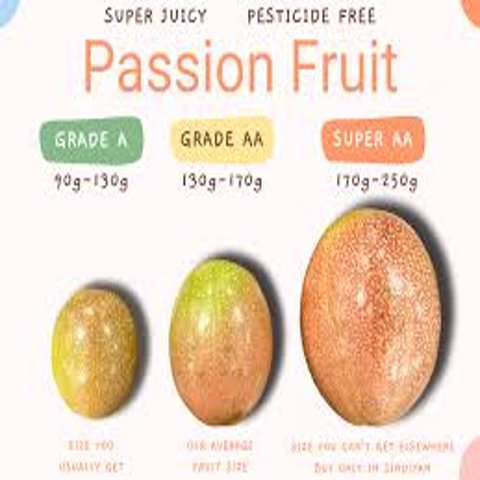 SUPER JUICY PESTICIDE FREE
Passion Fruit
GRADE A GRADE AA SUPER AA
90g-130g 130g-170g 170g-250g
SIZE YOU OUR AVERAGE SIZE YOU CAN'T GET ELSEWHERE
USUALLY GET FRUIT SIZE BUT ONLY IN